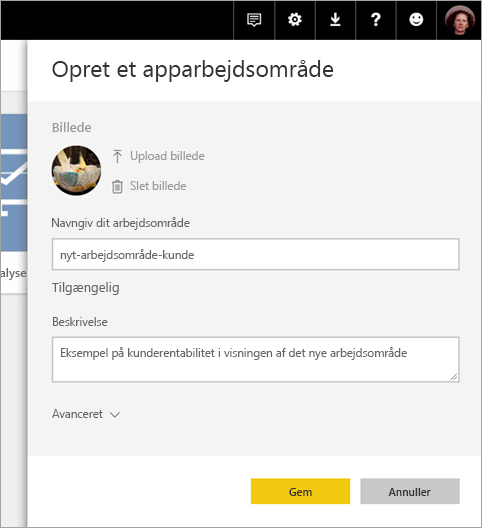 Opret et apparbejdsområde
Billede
Upload billede
Slet billede
Navngiv dit arbejdsområde
nyt-arbejdsområde-kunde
alyse
Tilgængelig
Beskrivelse
Eksempel på kunderentabilitet i visningen af det nye arbejdsområde
Avanceret
Gem
Annuller